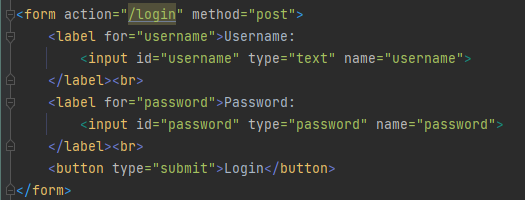 <form action="/login" method="post">
    <label for="username">Username:
        <input id="username" type="text" name="username">
    </label><br>
    <label for="password">Password:
        <input id="password" type="password" name="password">
    </label><br>
    <button type="submit">Login</button>
</form>